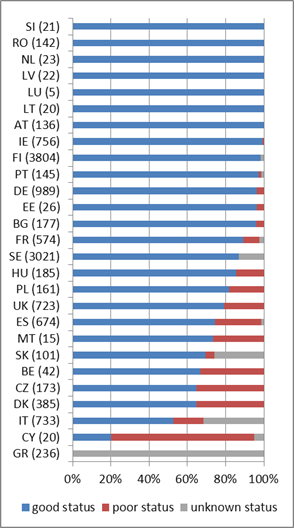 SI (21)
RO (142)
NL (23)
LV (22)
LU (5)
LT (20)
AT (136)
IE (756)
FI (3804)
PT (145)
DE (989)
EE (26)
BG (177)
FR (574)
SE (3021)
HU (185)
PL (161)
UK (723)
ES (674)
MT (15)
SK (101)
BE (42)
CZ (173)
DK (385)
IT (733)
CY (20)
GR (236)
0% 20% 40% 60% 80% 100%
good status poor status unknown status